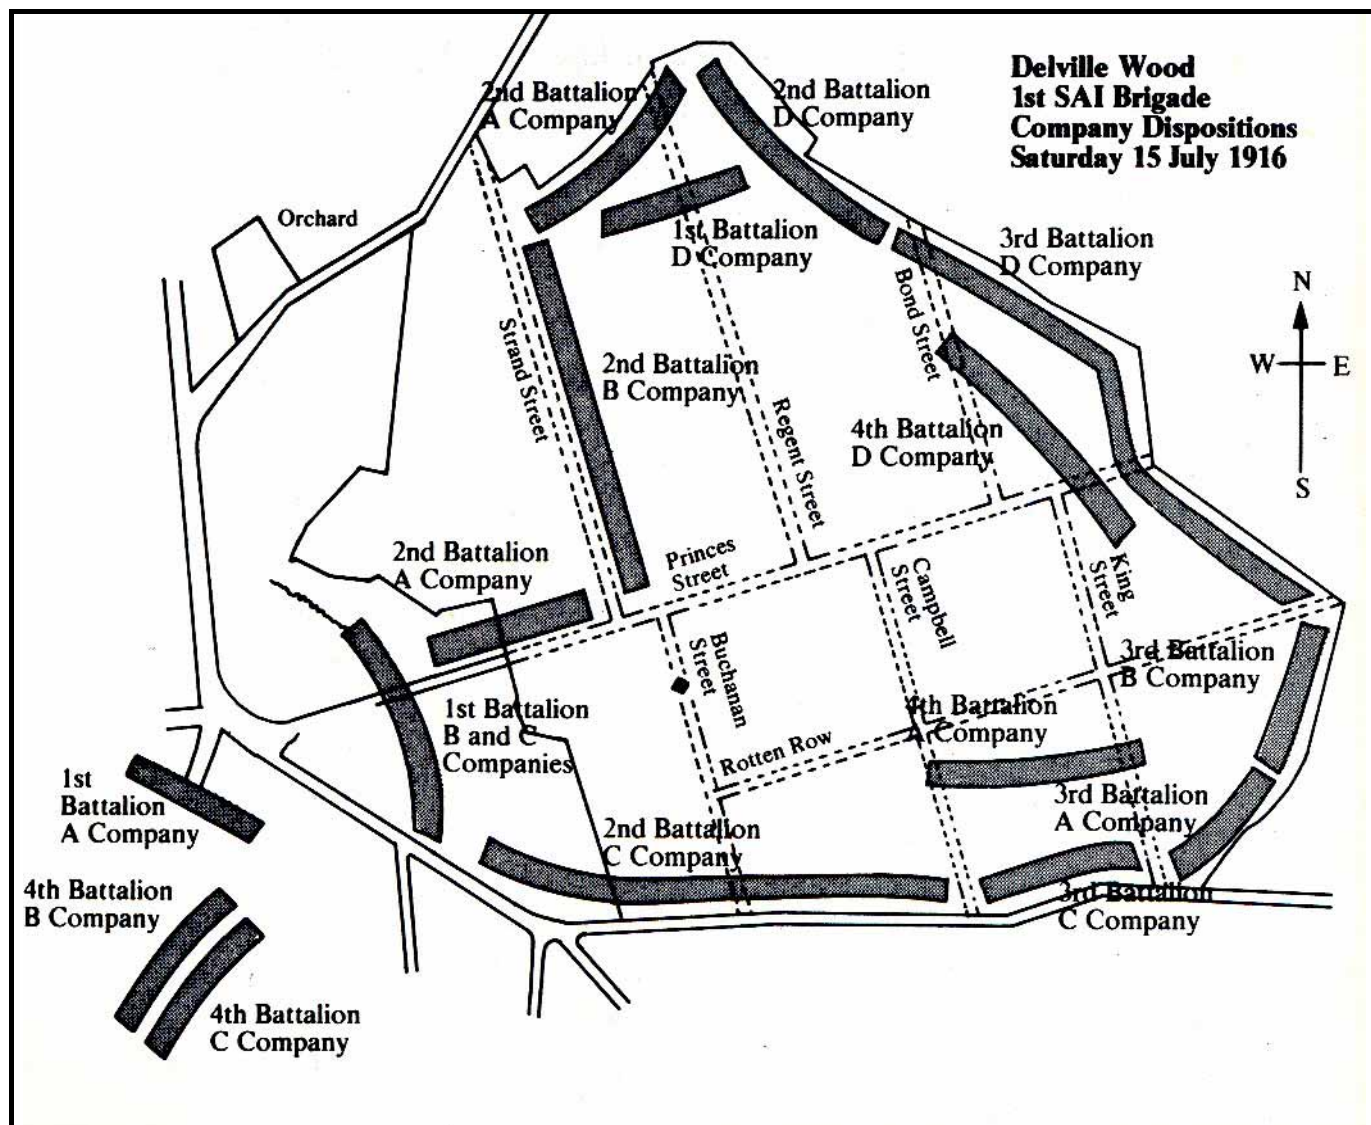 Delville Wood
1st SAI Brigade
Company Dispositions
Saturday 15 July 1916
2nd Battalion
A Company
2nd Battalion
D Company
Orchard
1st Battalion
D Company
3rd Battalion
D Company
N
W
E
S
Strand Street
2nd Battalion
B Company
Regent Street
Bond Street
4th Battalion
D Company
2nd Battalion
A Company
Princes
Street
Campbell
Street
King
Street
Buchanan
Street
3rd Battalion
B Company
1st Battalion
B and C
Companies
4th Battalion
A Company
Rotten Row
1st
Battalion
A Company
3rd Battalion
A Company
2nd Battalion
C Company
4th Battalion
B Company
3rd Battalion
C Company
4th Battalion
C Company